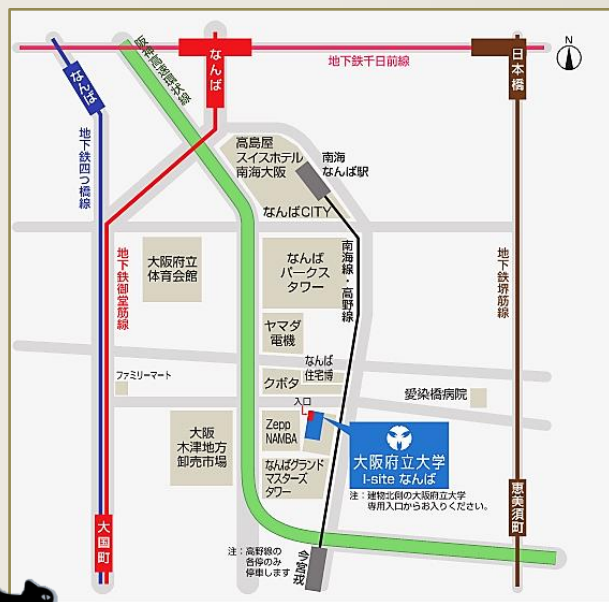 なんば
阪神高速環状線
なんば
地下鉄千日前線
日本橋
N
地下鉄四つ橋線
高島屋
スイスホテル
南海大阪
南海
なんば駅
なんばCITY
地下鉄御堂筋線
大阪府立
体育会館
なんば
パークス
タワー
南海線・高野線
地下鉄堺筋線
ヤマダ
電機
なんば
住宅博
ファミリーマート
クボタ
愛染橋病院
入口
大阪
木津地方
卸売市場
Zepp
NAMBA
大阪府立大学
I-site なんば
なんばグランド
マスターズ
タワー
注：建物北側の大阪府立大学
専用入口からお入りください。
恵美須町
大国町
注：高野線の
各停のみ
停車します
今宮戎